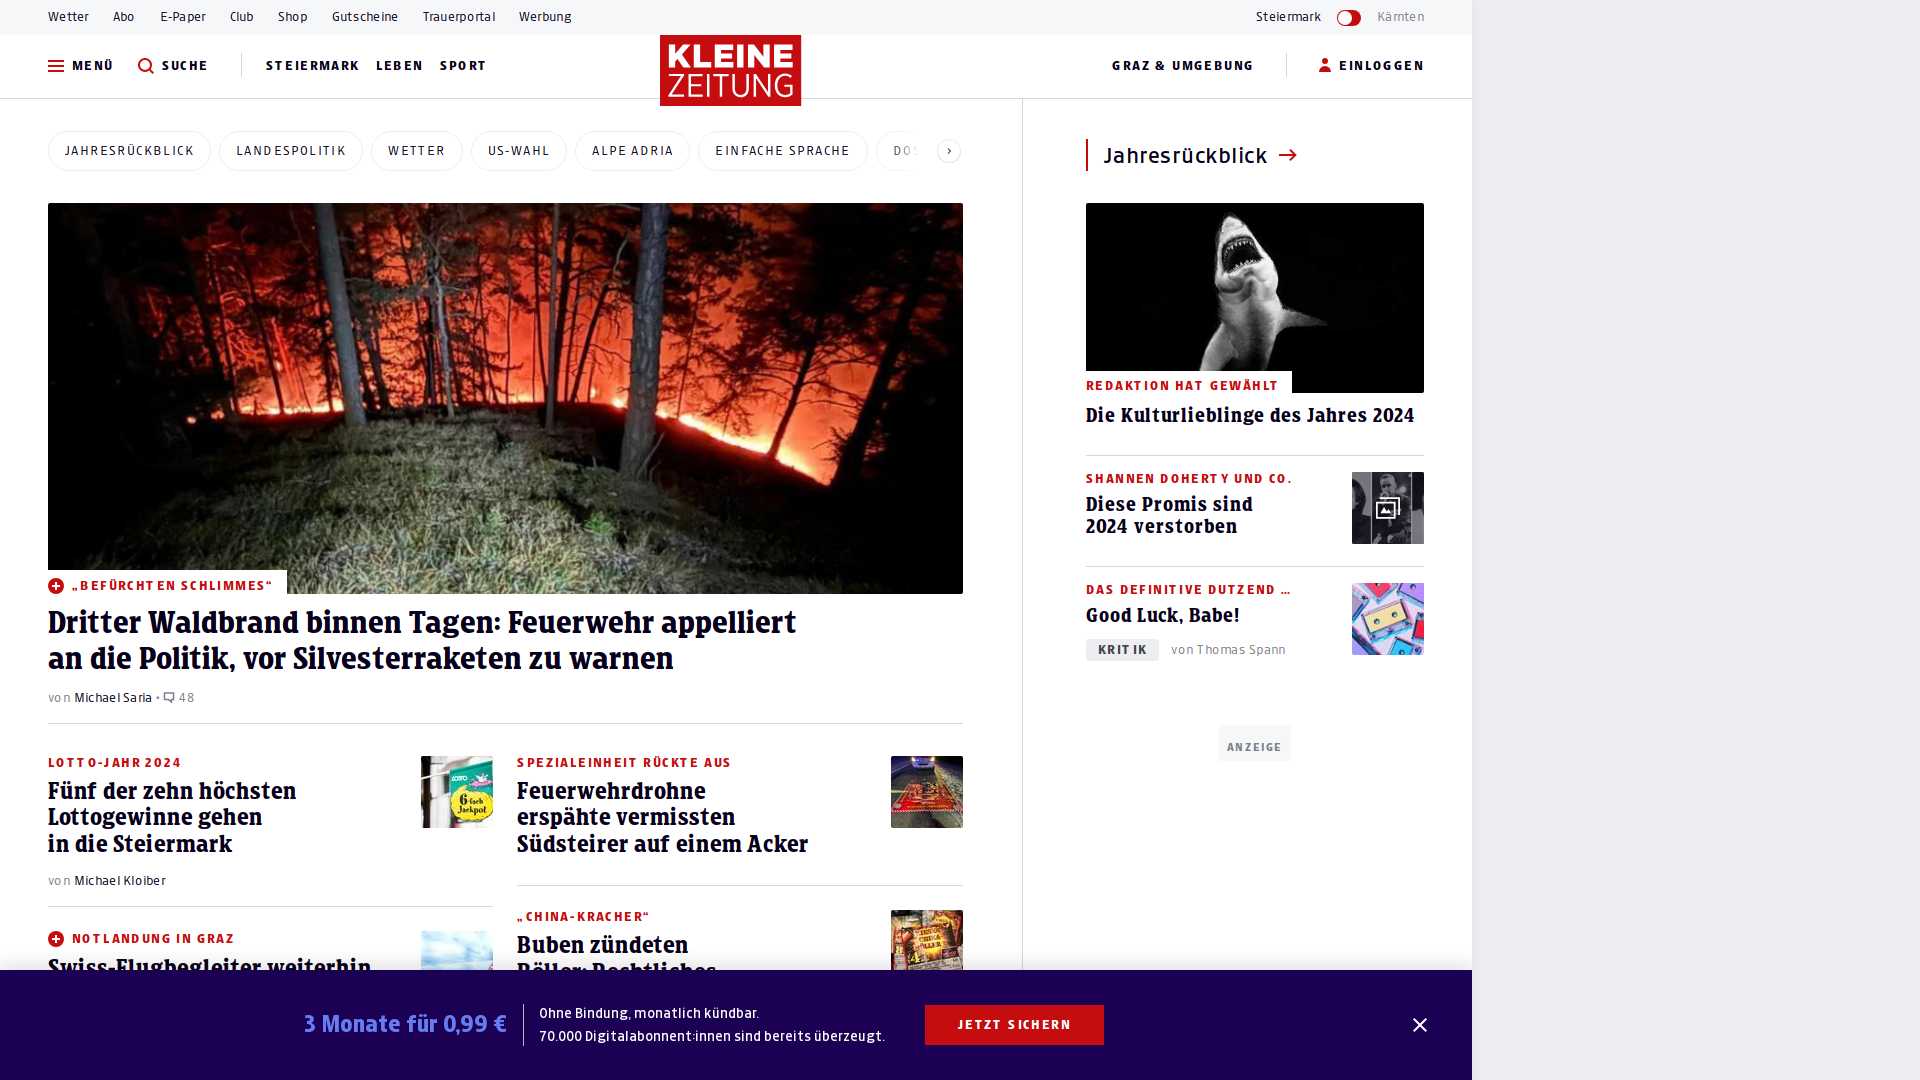 Wetter Abo E-Paper Club Shop Gutscheine Trauerportal Werbung Steiermark Kärnten
MENÜ SUCHE STEIERMARK LEBEN SPORT KLEINE ZEITUNG GRAZ & UMGEBUNG EINLOGGEN
JAHRESRÜCKBLICK LANDESPOLITIK WETTER US-WAHL ALPE ADRIA EINFACHE SPRACHE
„BEFÜRCHTEN SCHLIMMES“
Dritter Waldbrand binnen Tagen: Feuerwehr appelliert
an die Politik, vor Silvesterraketen zu warnen
von Michael Saria • 48
LOTTO-JAHR 2024
Fünf der zehn höchsten
Lottogewinne gehen
in die Steiermark
von Michael Kloiber
6-fach
Jackpot
NOTLANDUNG IN GRAZ
Swiss-Flugbegleiter weiterhin
SPEZIALEINHEIT RÜCKTE AUS
Feuerwehrdrohne
erspähte vermissten
Südsteirer auf einem Acker
„CHINA-KRACHER“
Buben zündeten
Böller: Rechtliches
Jahresrückblick
REDAKTION HAT GEWÄHLT
Die Kulturlieblinge des Jahres 2024
SHANNEN DOHERTY UND CO.
Diese Promis sind
2024 verstorben
DAS DEFINITIVE DUTZEND ...
Good Luck, Babe!
KRITIK von Thomas Spann
ANZEIGE
3 Monate für 0,99 €
Ohne Bindung, monatlich kündbar.
70.000 Digitalabonnent:innen sind bereits überzeugt.
JETZT SICHERN